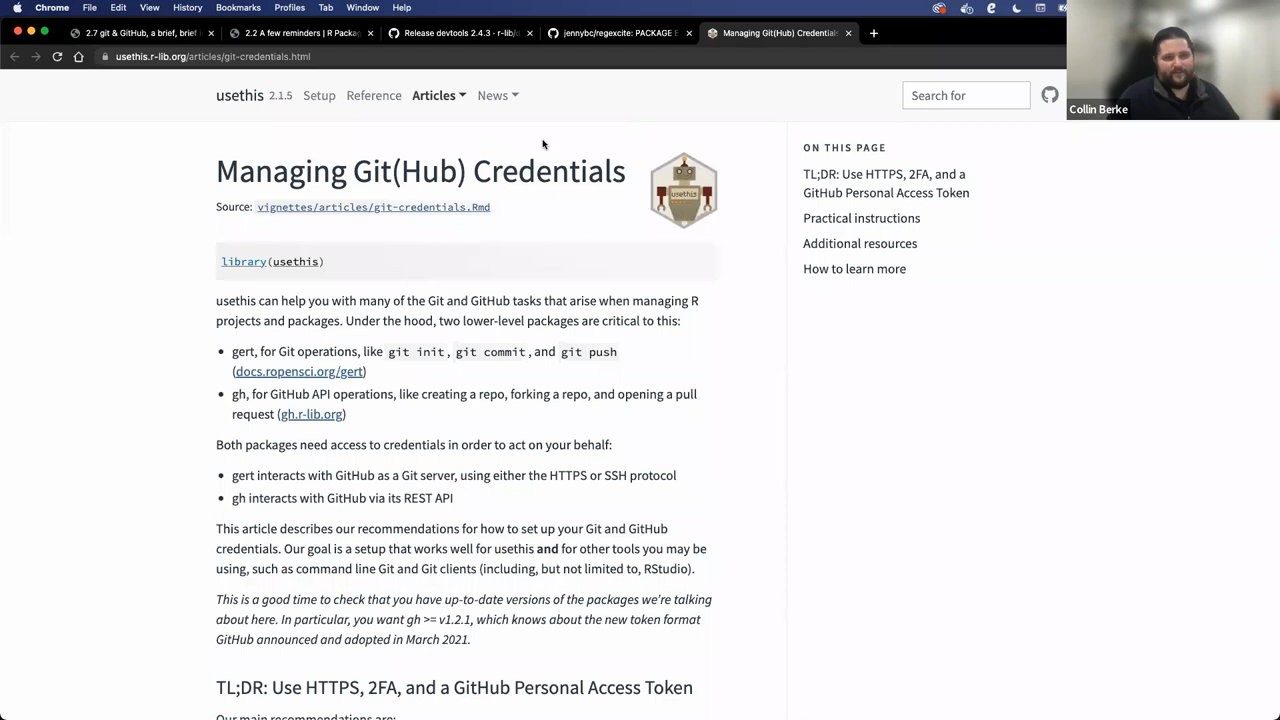 Chrome File Edit View History Bookmarks Profiles Tab Window Help
2.7 git & GitHub, a brief, brief
2.2 A few reminders | R Packag
Release devtools 2.4.3 · r-lib/d
jennybc/regexcite: PACKAGE E
Managing Git(Hub) Credentials
usethis.r-lib.org/articles/git-credentials.html
usethis 2.1.5 Setup Reference Articles News
Search for
Collin Berke
Managing Git(Hub) Credentials
Source: vignettes/articles/git-credentials.Rmd
usethis
library(usethis)
usethis can help you with many of the Git and GitHub tasks that arise when managing R
projects and packages. Under the hood, two lower-level packages are critical to this:
• gert, for Git operations, like git init, git commit, and git push
(docs.ropensci.org/gert)
• gh, for GitHub API operations, like creating a repo, forking a repo, and opening a pull
request (gh.r-lib.org)
Both packages need access to credentials in order to act on your behalf:
• gert interacts with GitHub as a Git server, using either the HTTPS or SSH protocol
• gh interacts with GitHub via its REST API
This article describes our recommendations for how to set up your Git and GitHub
credentials. Our goal is a setup that works well for usethis and for other tools you may be
using, such as command line Git and Git clients (including, but not limited to, RStudio).
This is a good time to check that you have up-to-date versions of the packages we're talking
about here. In particular, you want gh >= v1.2.1, which knows about the new token format
GitHub announced and adopted in March 2021.
TL;DR: Use HTTPS, 2FA, and a GitHub Personal Access Token
Our main recommendations are:
ON THIS PAGE
TL;DR: Use HTTPS, 2FA, and a
GitHub Personal Access Token
Practical instructions
Additional resources
How to learn more